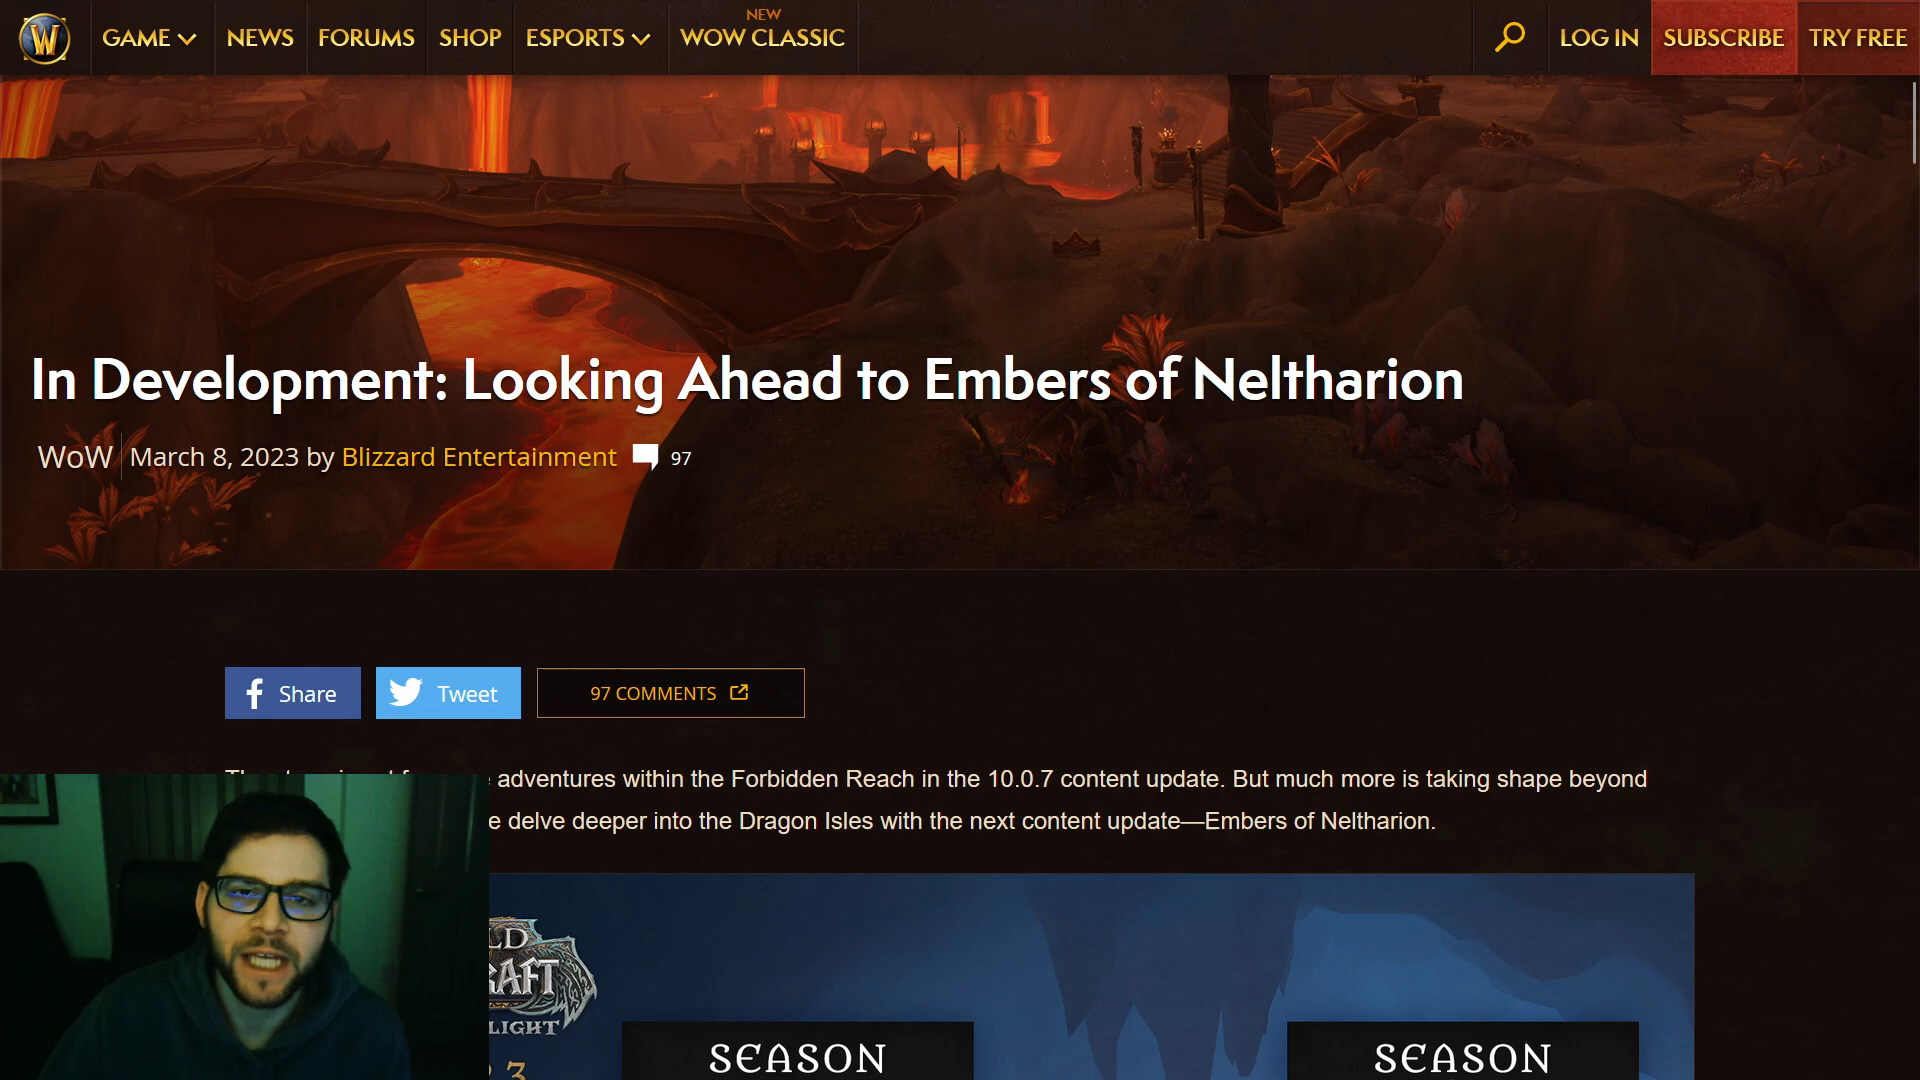 GAME NEWS FORUMS SHOP ESPORTS NEW WOW CLASSIC LOG IN SUBSCRIBE TRY FREE
In Development: Looking Ahead to Embers of Neltharion
WoW March 8, 2023 by Blizzard Entertainment 97
Share Tweet 97 COMMENTS
adventures within the Forbidden Reach in the 10.0.7 content update. But much more is taking shape beyond
delve deeper into the Dragon Isles with the next content update—Embers of Neltharion.
SEASON SEASON